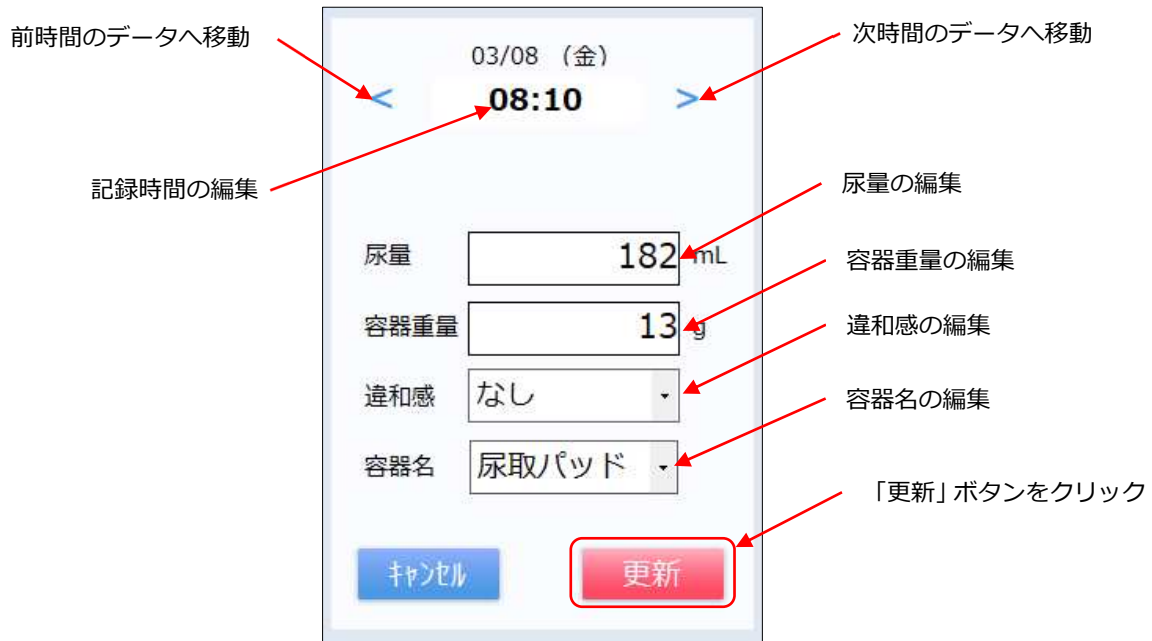 前時間のデータへ移動
次時間のデータへ移動
03/08 （金）
<
08:10
>
記録時間の編集
尿量の編集
尿量
182
mL
容器重量の編集
容器重量
13
g
違和感の編集
違和感
なし
容器名の編集
容器名
尿取パッド
「更新」ボタンをクリック
ｷｬﾝｾﾙ
更新